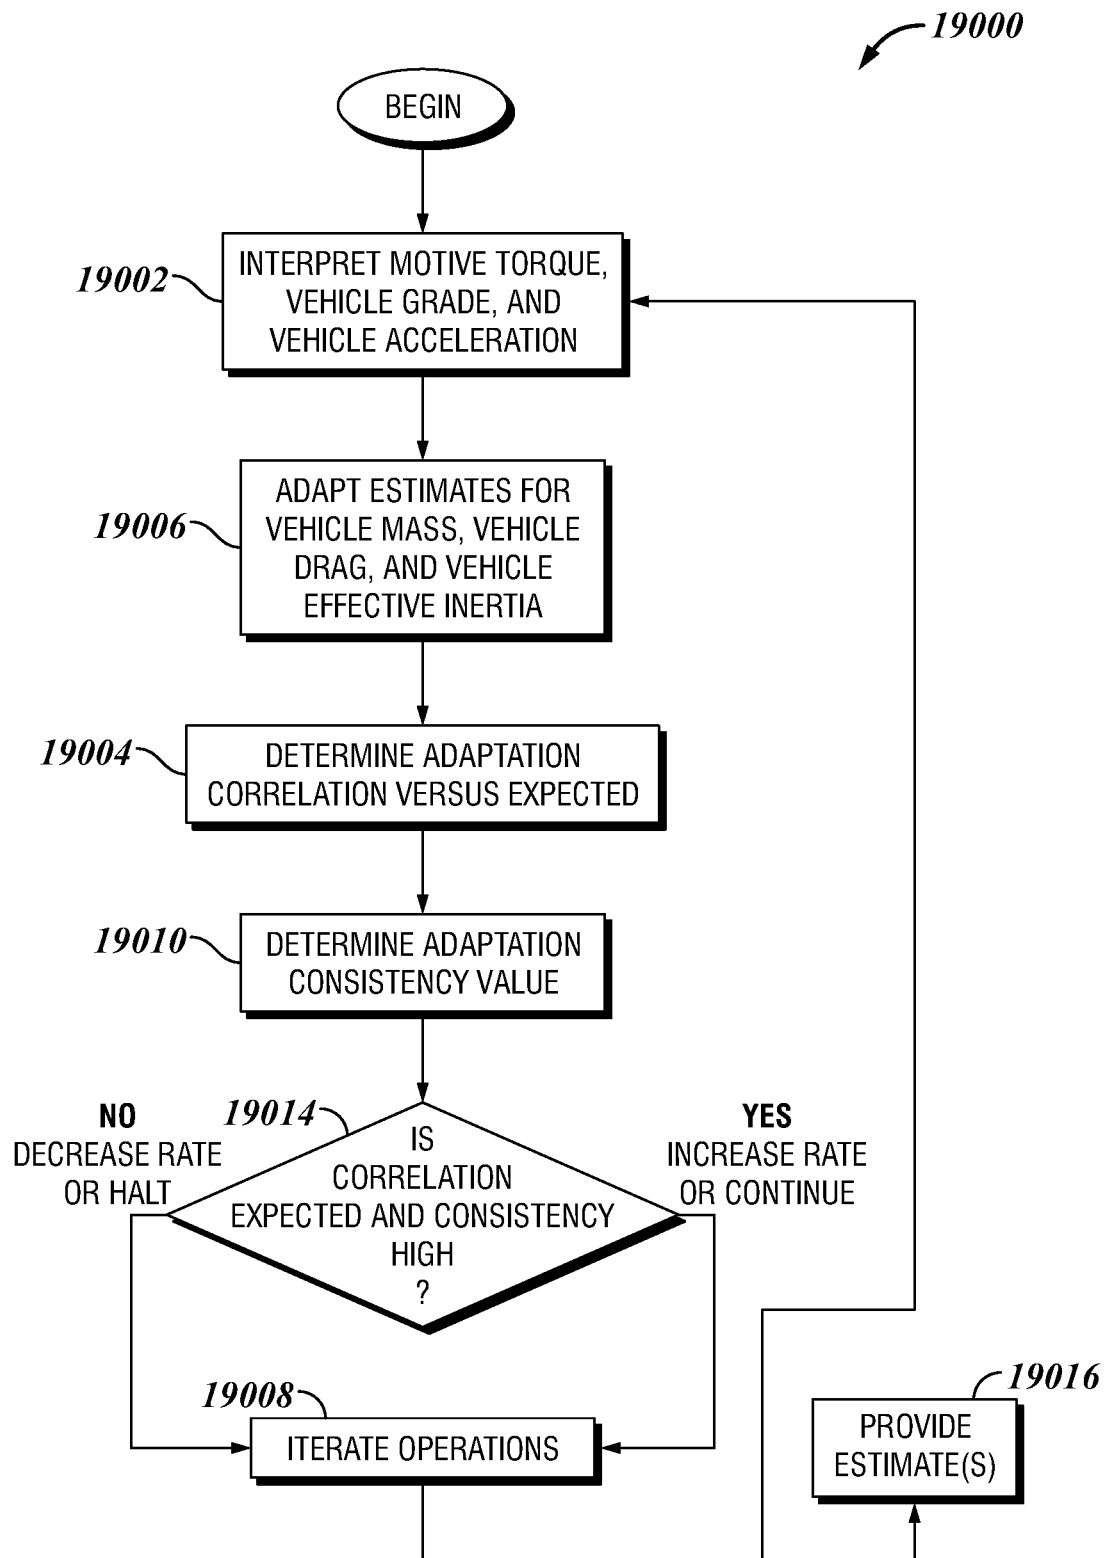 19000
BEGIN
19002
INTERPRET MOTIVE TORQUE,
VEHICLE GRADE, AND
VEHICLE ACCELERATION
19006
ADAPT ESTIMATES FOR
VEHICLE MASS, VEHICLE
DRAG, AND VEHICLE
EFFECTIVE INERTIA
19004
DETERMINE ADAPTATION
CORRELATION VERSUS EXPECTED
19010
DETERMINE ADAPTATION
CONSISTENCY VALUE
NO
DECREASE RATE
OR HALT
19014
IS
CORRELATION
EXPECTED AND CONSISTENCY
HIGH
?
YES
INCREASE RATE
OR CONTINUE
19008
ITERATE OPERATIONS
19016
PROVIDE
ESTIMATE(S)